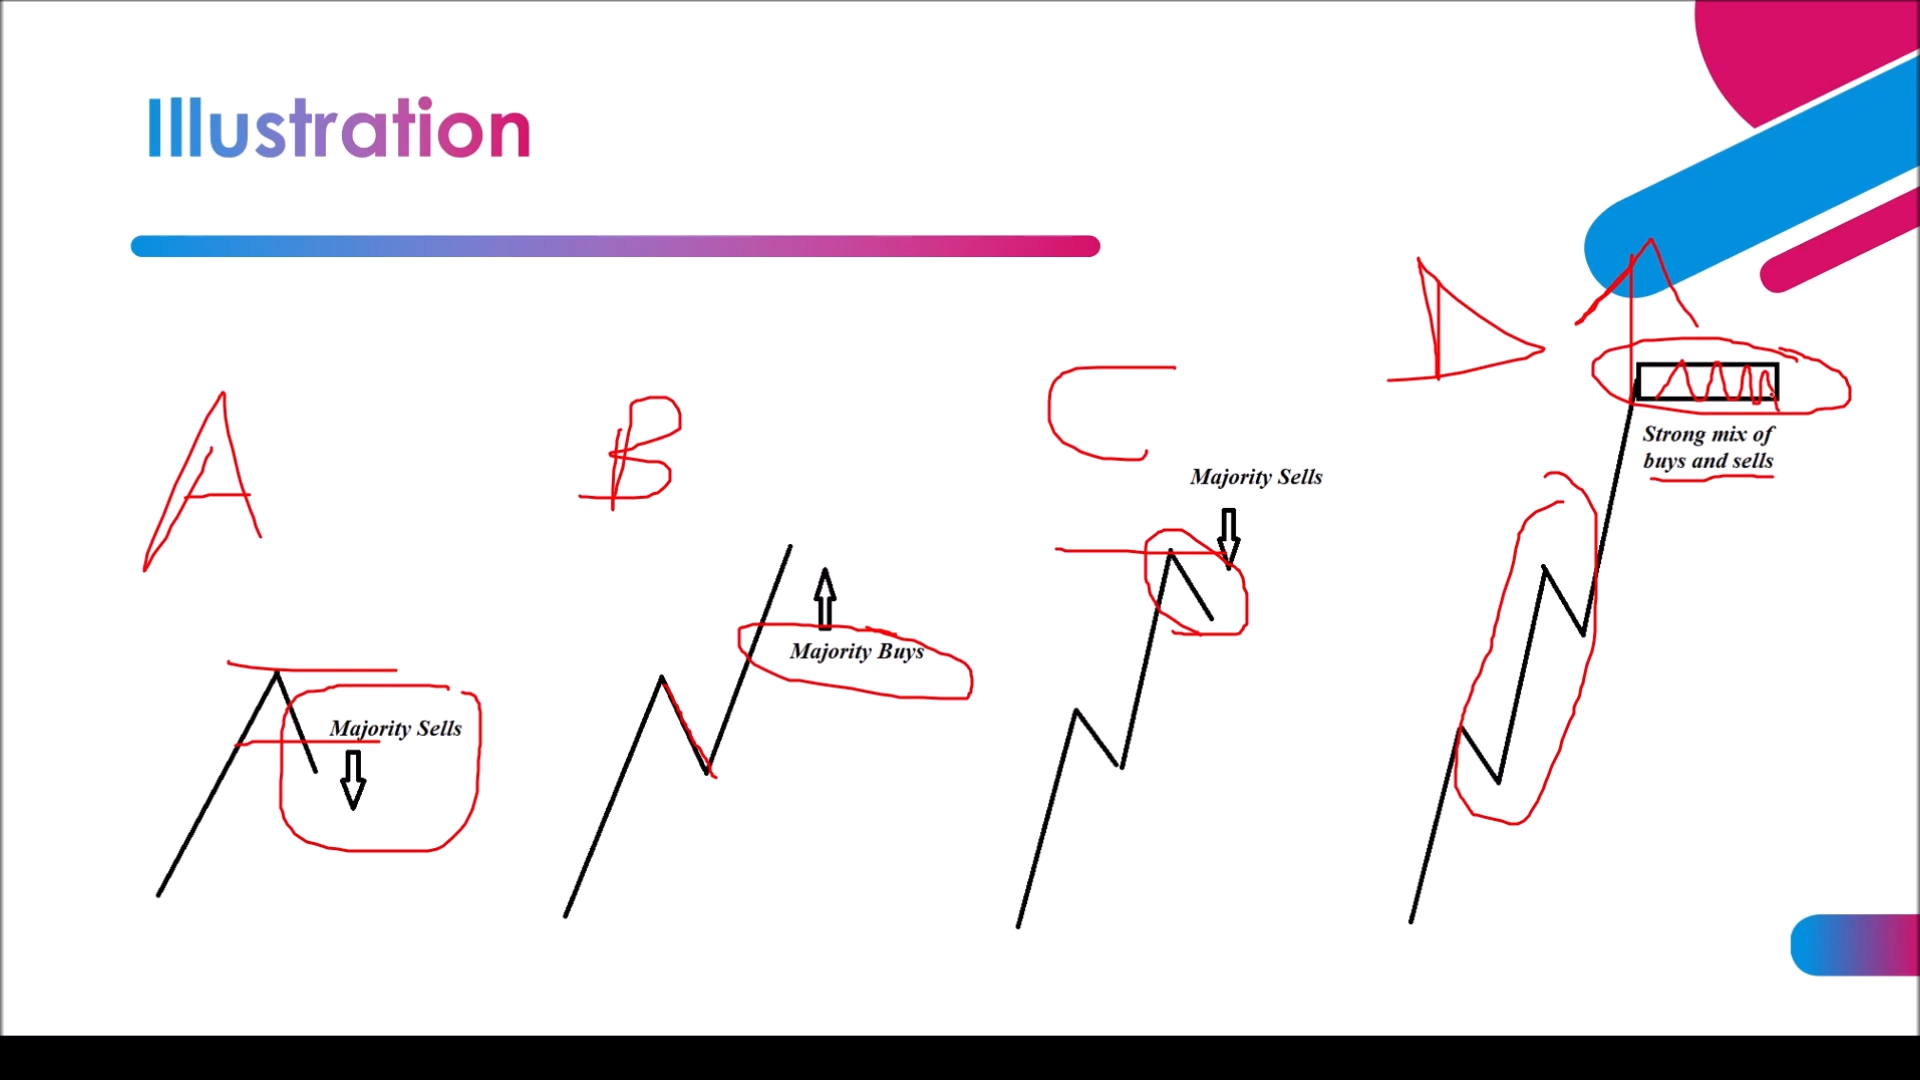 Illustration
A
B
C
D
Majority Sells
Majority Buys
Majority Sells
Strong mix of
buys and sells